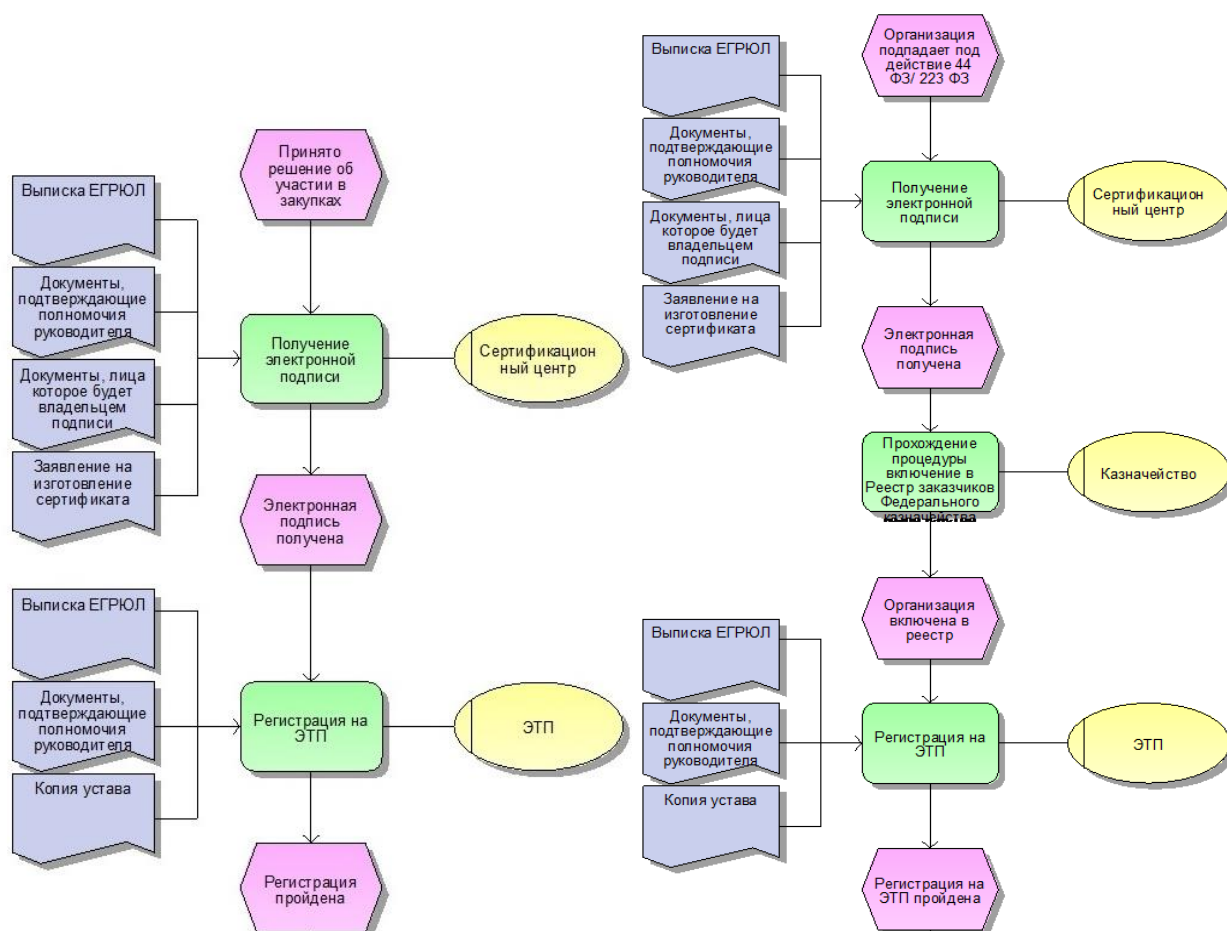 Принято
решение об
участии в
закупках
Выписка ЕГРЮЛ
Документы,
подтверждающие
полномочия
руководителя
Документы, лица
которое будет
владельцем
подписи
Заявление на
изготовление
сертификата
Получение
электронной
подписи
Сертификацион
ный центр
Электронная
подпись
получена
Выписка ЕГРЮЛ
Документы,
подтверждающие
полномочия
руководителя
Копия устава
Регистрация на
ЭТП
ЭТП
Регистрация
пройдена
Организация
подпадает под
действие 44
ФЗ/ 223 ФЗ
Выписка ЕГРЮЛ
Документы,
подтверждающие
полномочия
руководителя
Документы, лица
которое будет
владельцем
подписи
Заявление на
изготовление
сертификата
Получение
электронной
подписи
Сертификацион
ный центр
Электронная
подпись
получена
Прохождение
процедуры
включение в
Реестр заказчиков
Федерального
казначейства
Казначейство
Организация
включена в
реестр
Выписка ЕГРЮЛ
Документы,
подтверждающие
полномочия
руководителя
Копия устава
Регистрация на
ЭТП
ЭТП
Регистрация на
ЭТП пройдена